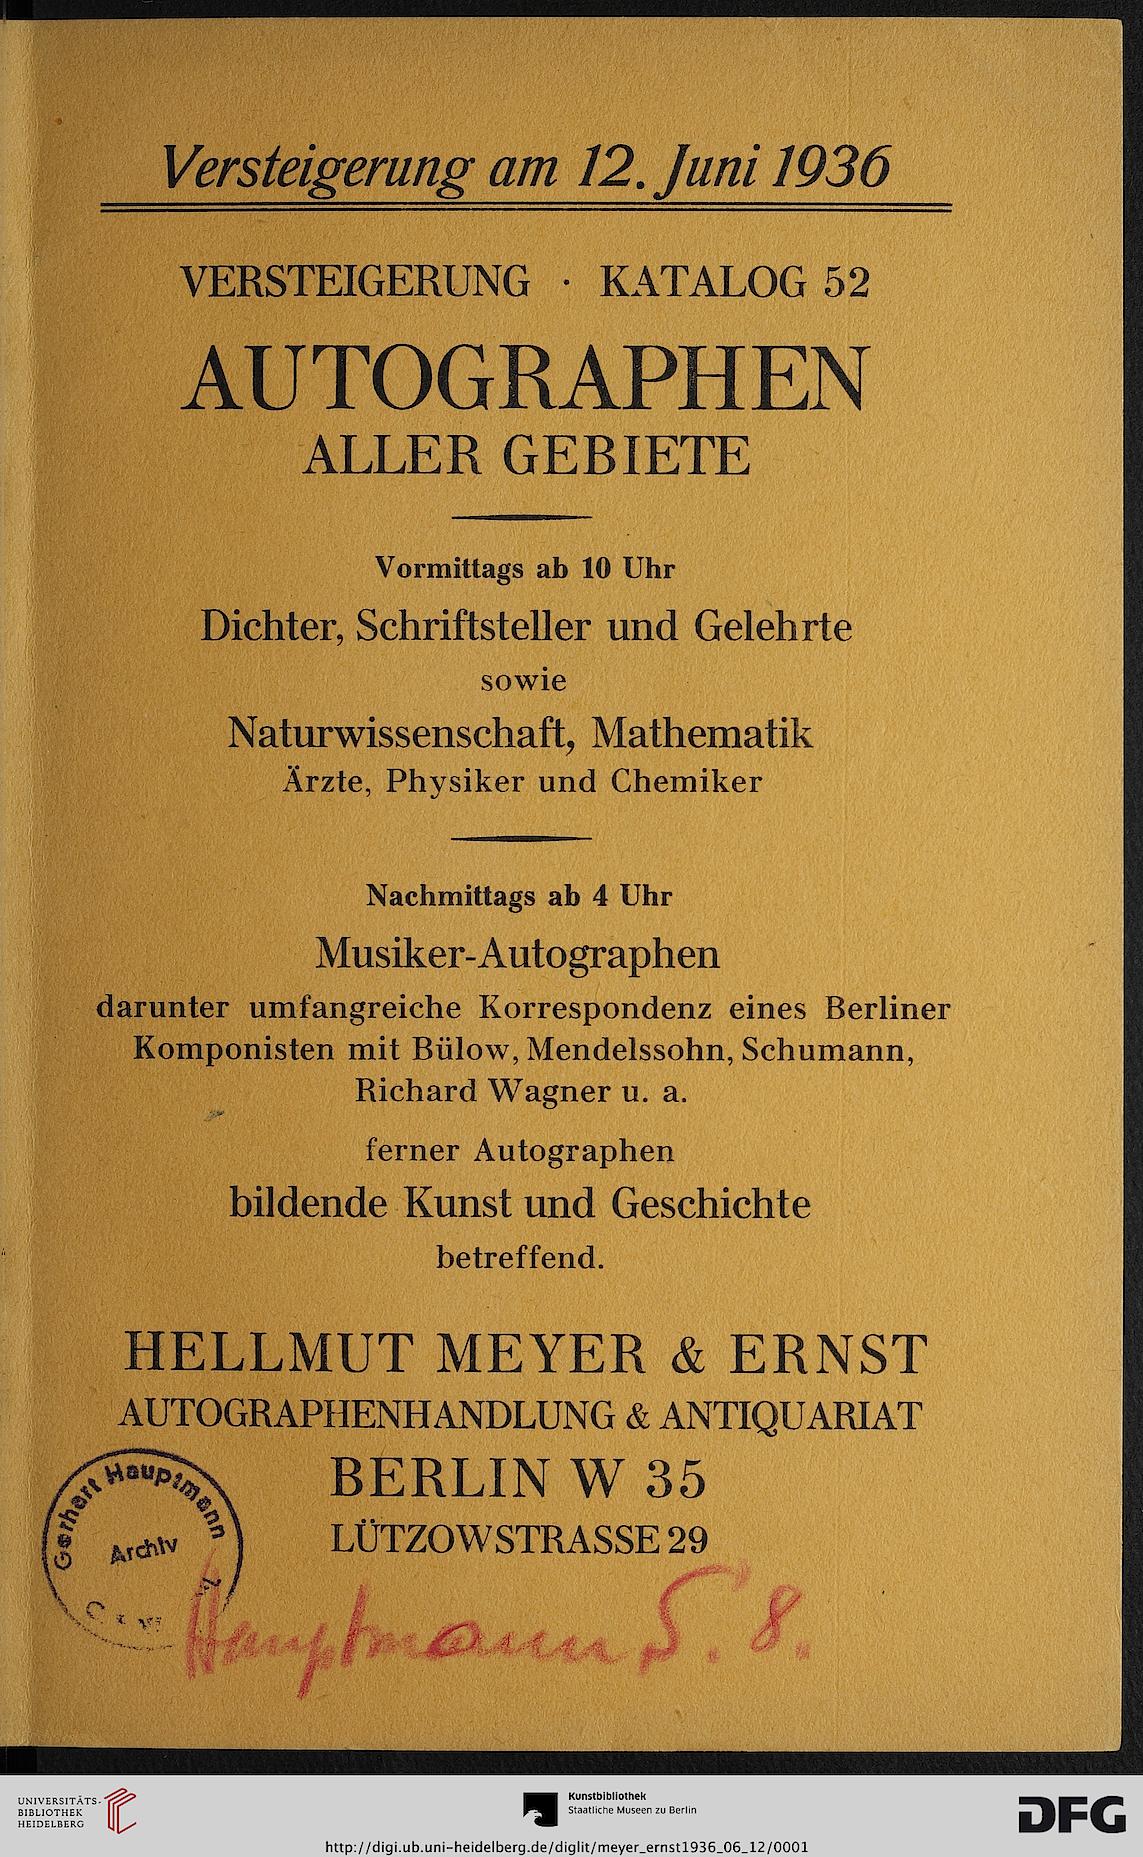 Versteigerung am 12. Juni 1936
VERSTEIGERUNG · KATALOG 52
AUTOGRAPHEN
ALLER GEBIETE
Vormittags ab 10 Uhr
Dichter, Schriftsteller und Gelehrte
sowie
Naturwissenschaft, Mathematik
Ärzte, Physiker und Chemiker
Nachmittags ab 4 Uhr
Musiker-Autographen
darunter umfangreiche Korrespondenz eines Berliner
Komponisten mit Bülow, Mendelssohn, Schumann,
Richard Wagner u. a.
ferner Autographen
bildende Kunst und Geschichte
betreffend.
HELLMUT MEYER & ERNST
AUTOGRAPHENHANDLUNG & ANTIQUARIAT
BERLIN W 35
LÜTZOWSTRASSE 29
Gerhart Hauptmann
Archiv
Hauptmann S. 8.
UNIVERSITÄTS-
BIBLIOTHEK
HEIDELBERG
Kunstbibliothek
Staatliche Museen zu Berlin
DFG
http://digi.ub.uni-heidelberg.de/diglit/meyer_ernst1936_06_12/0001